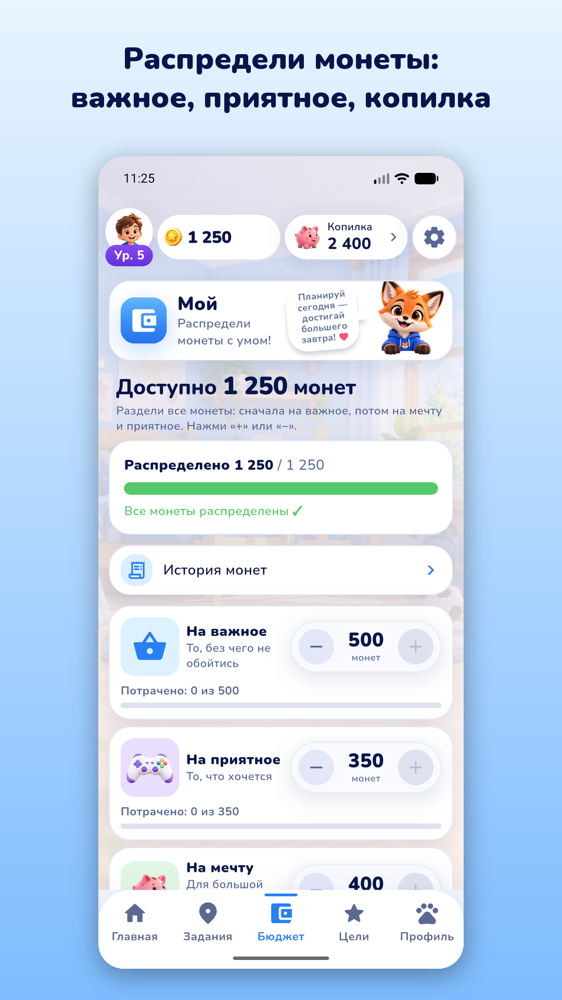 Распредели монеты:
важное, приятное, копилка
11:25
Ур. 5
1 250
Копилка
2 400
Мой
Распредели
монеты с умом!
Планируй
сегодня —
достигай
большего
завтра!
Доступно 1 250 монет
Раздели все монеты: сначала на важное, потом на мечту
и приятное. Нажми «+» или «−».
Распределено 1 250 / 1 250
Все монеты распределены ✓
История монет
На важное
То, без чего не
обойтись
− 500 +
монет
Потрачено: 0 из 500
На приятное
То, что хочется
− 350 +
монет
Потрачено: 0 из 350
На мечту
Для большой
− 400 +
Главная
Задания
Бюджет
Цели
Профиль